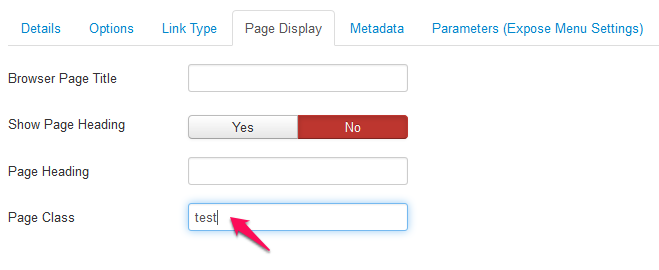 Details Options Link Type Page Display Metadata Parameters (Expose Menu Settings)
Browser Page Title
Show Page Heading Yes No
Page Heading
Page Class test